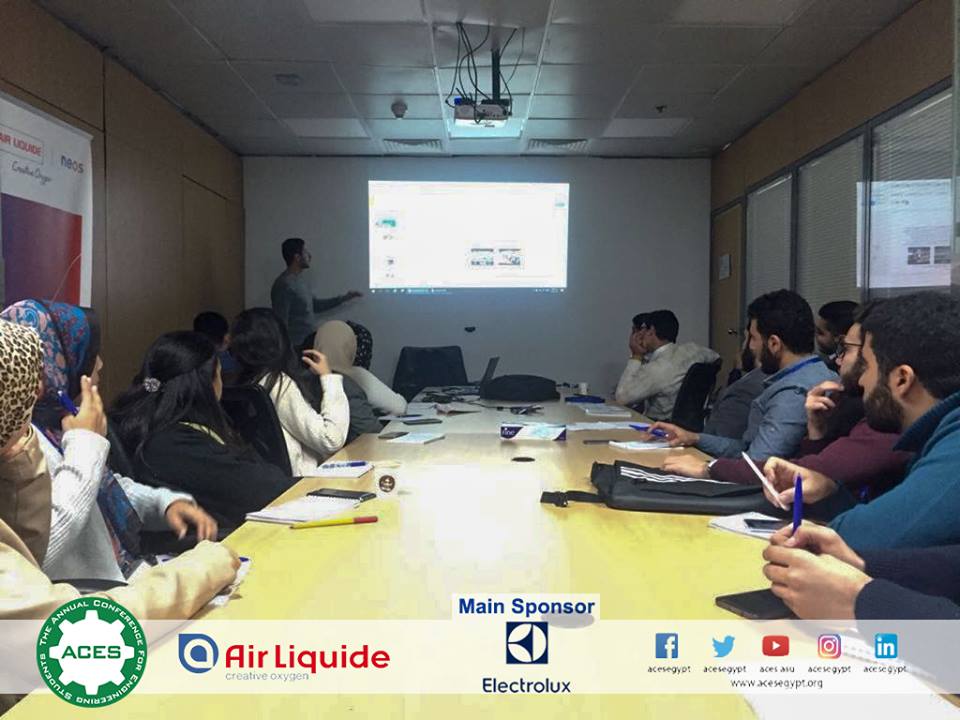 AIR LIQUIDE
neos
Creative Oxygen
fine
Main Sponsor
THE ANNUAL CONFERENCE FOR ENGINEERING STUDENTS
ACES
Air Liquide
creative oxygen
Electrolux
acesegypt
acesegypt
aces asu
acesegypt
acesegypt
www.acesegypt.org